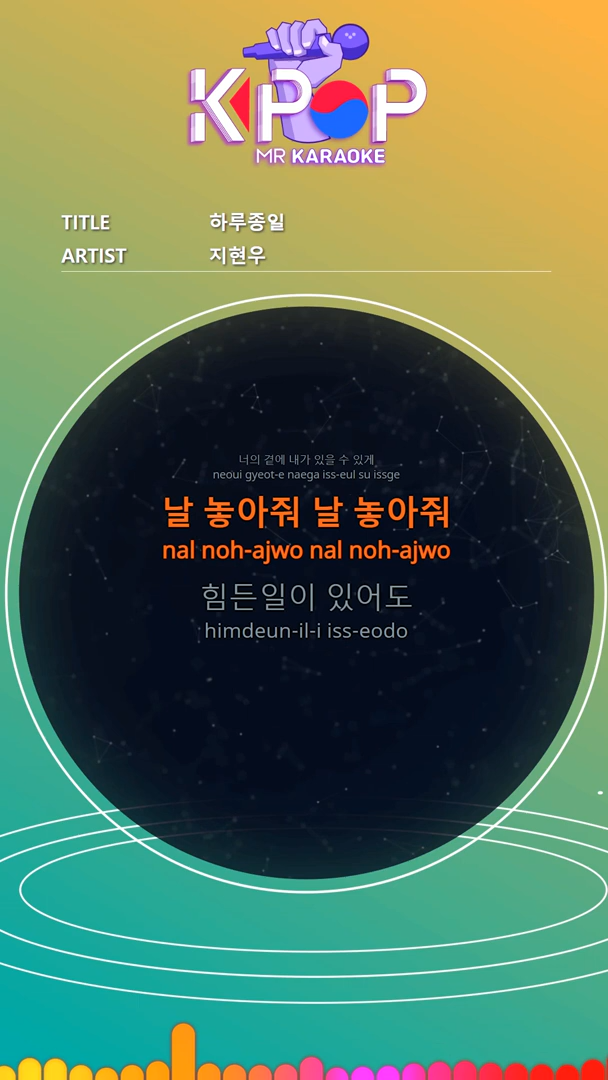 KPOP
MR KARAOKE
TITLE 하루종일
ARTIST 지현우
너의 곁에 내가 있을 수 있게
neoui gyeot-e naega iss-eul su issge
날 놓아줘 날 놓아줘
nal noh-ajwo nal noh-ajwo
힘든일이 있어도
himdeun-il-i iss-eodo